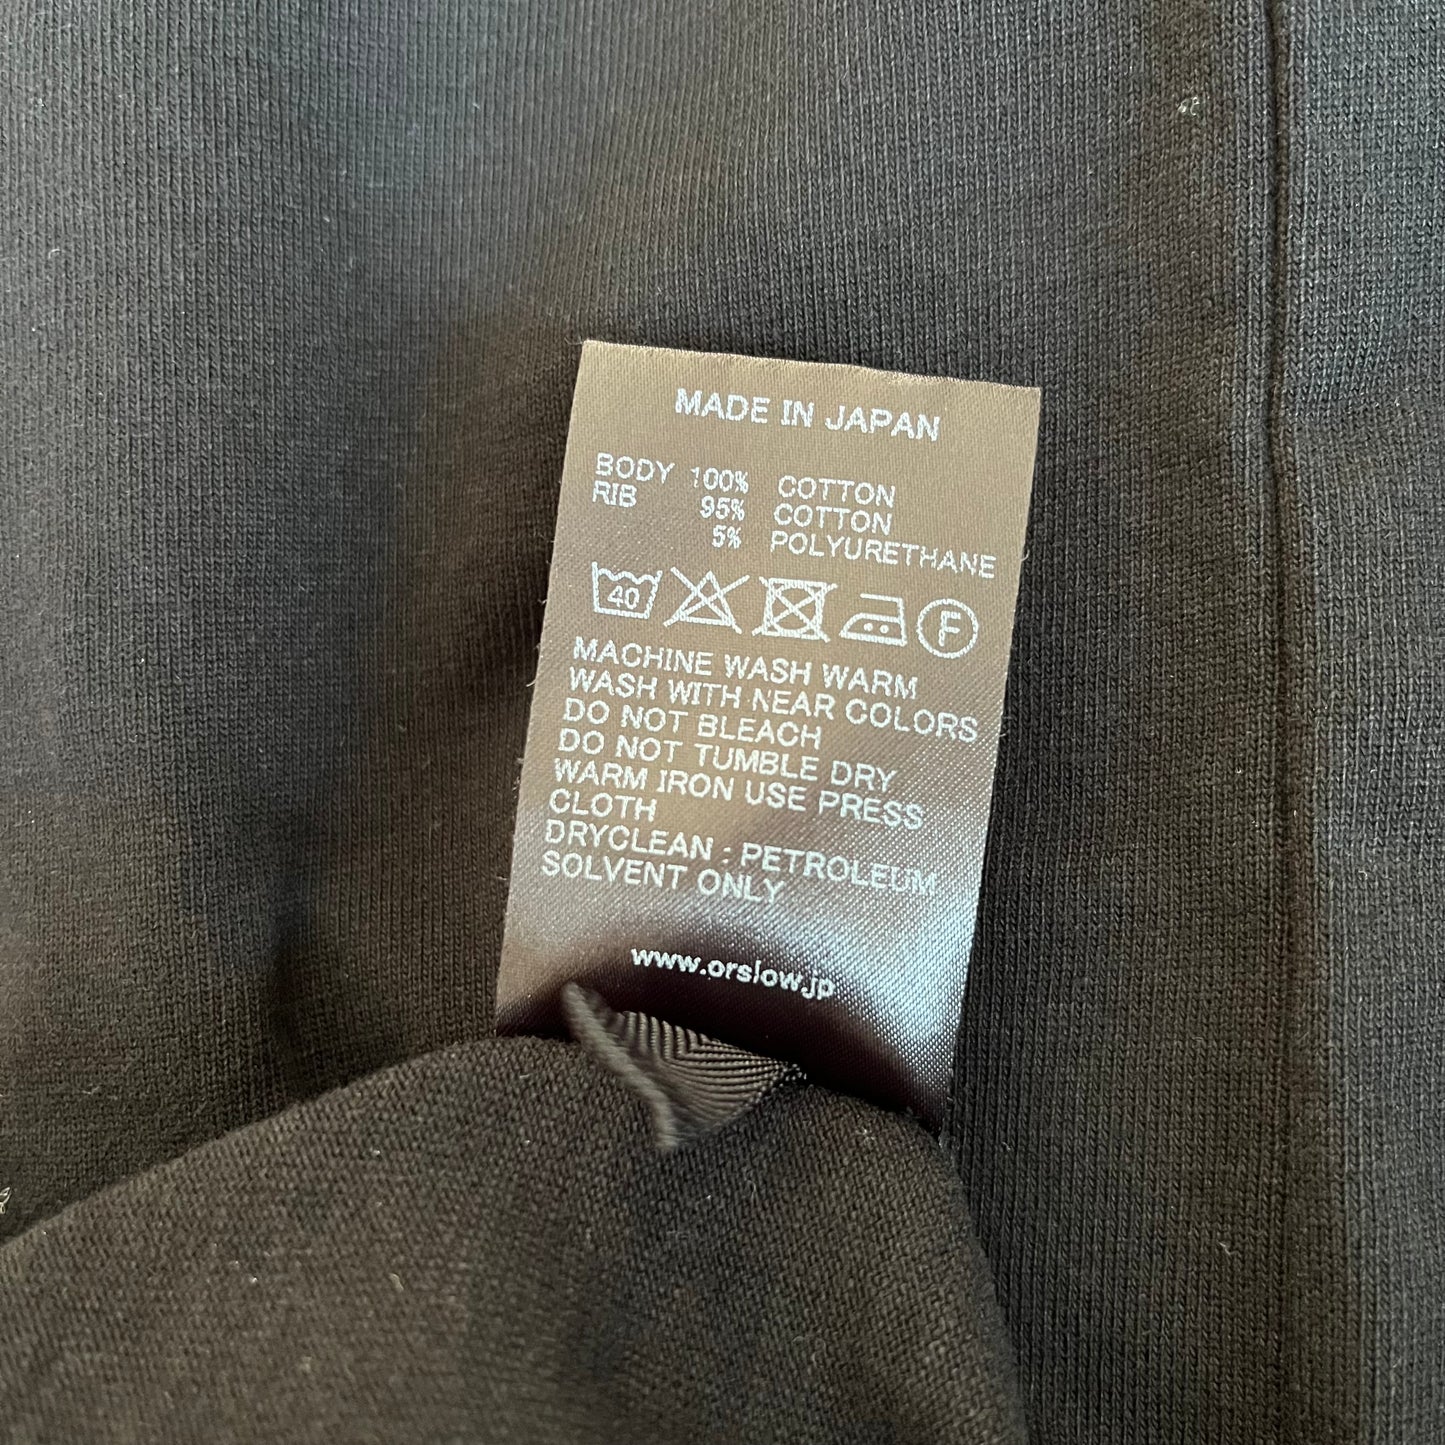 MADE IN JAPAN
BODY 100% COTTON
RIB 95% COTTON
5% POLYURETHANE
40 F
MACHINE WASH WARM
WASH WITH NEAR COLORS
DO NOT BLEACH
DO NOT TUMBLE DRY
WARM IRON USE PRESS
CLOTH
DRYCLEAN : PETROLEUM
SOLVENT ONLY
www.orslow.jp